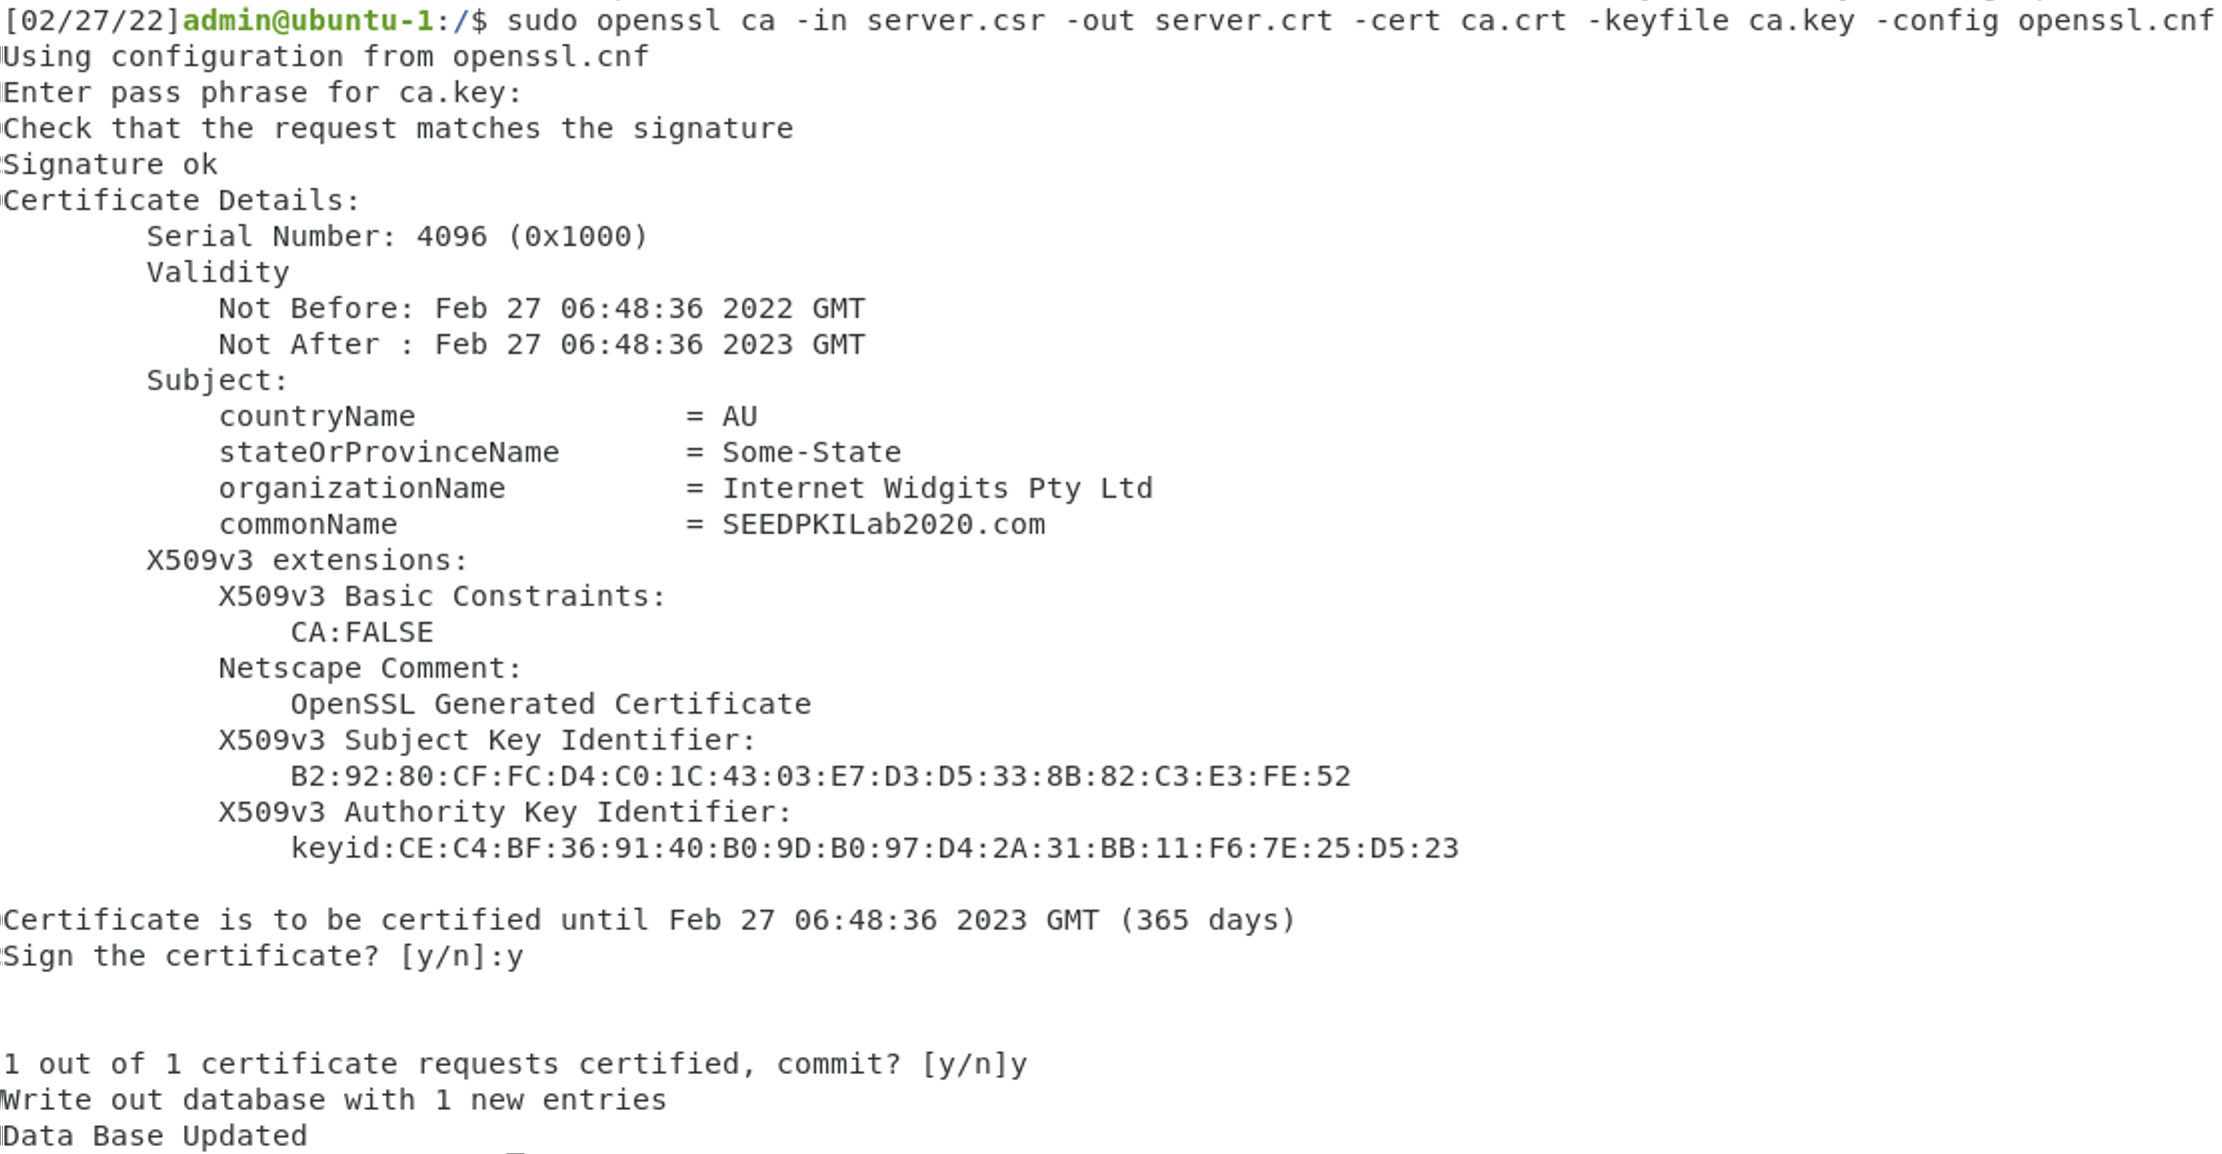 [02/27/22]admin@ubuntu-1:/$ sudo openssl ca -in server.csr -out server.crt -cert ca.crt -keyfile ca.key -config openssl.cnf
Using configuration from openssl.cnf
Enter pass phrase for ca.key:
Check that the request matches the signature
Signature ok
Certificate Details:
        Serial Number: 4096 (0x1000)
        Validity
            Not Before: Feb 27 06:48:36 2022 GMT
            Not After : Feb 27 06:48:36 2023 GMT
        Subject:
            countryName               = AU
            stateOrProvinceName       = Some-State
            organizationName          = Internet Widgits Pty Ltd
            commonName                = SEEDPKILab2020.com
        X509v3 extensions:
            X509v3 Basic Constraints:
                CA:FALSE
            Netscape Comment:
                OpenSSL Generated Certificate
            X509v3 Subject Key Identifier:
                B2:92:80:CF:FC:D4:C0:1C:43:03:E7:D3:D5:33:8B:82:C3:E3:FE:52
            X509v3 Authority Key Identifier:
                keyid:CE:C4:BF:36:91:40:B0:9D:B0:97:D4:2A:31:BB:11:F6:7E:25:D5:23
Certificate is to be certified until Feb 27 06:48:36 2023 GMT (365 days)
Sign the certificate? [y/n]:y
1 out of 1 certificate requests certified, commit? [y/n]y
Write out database with 1 new entries
Data Base Updated